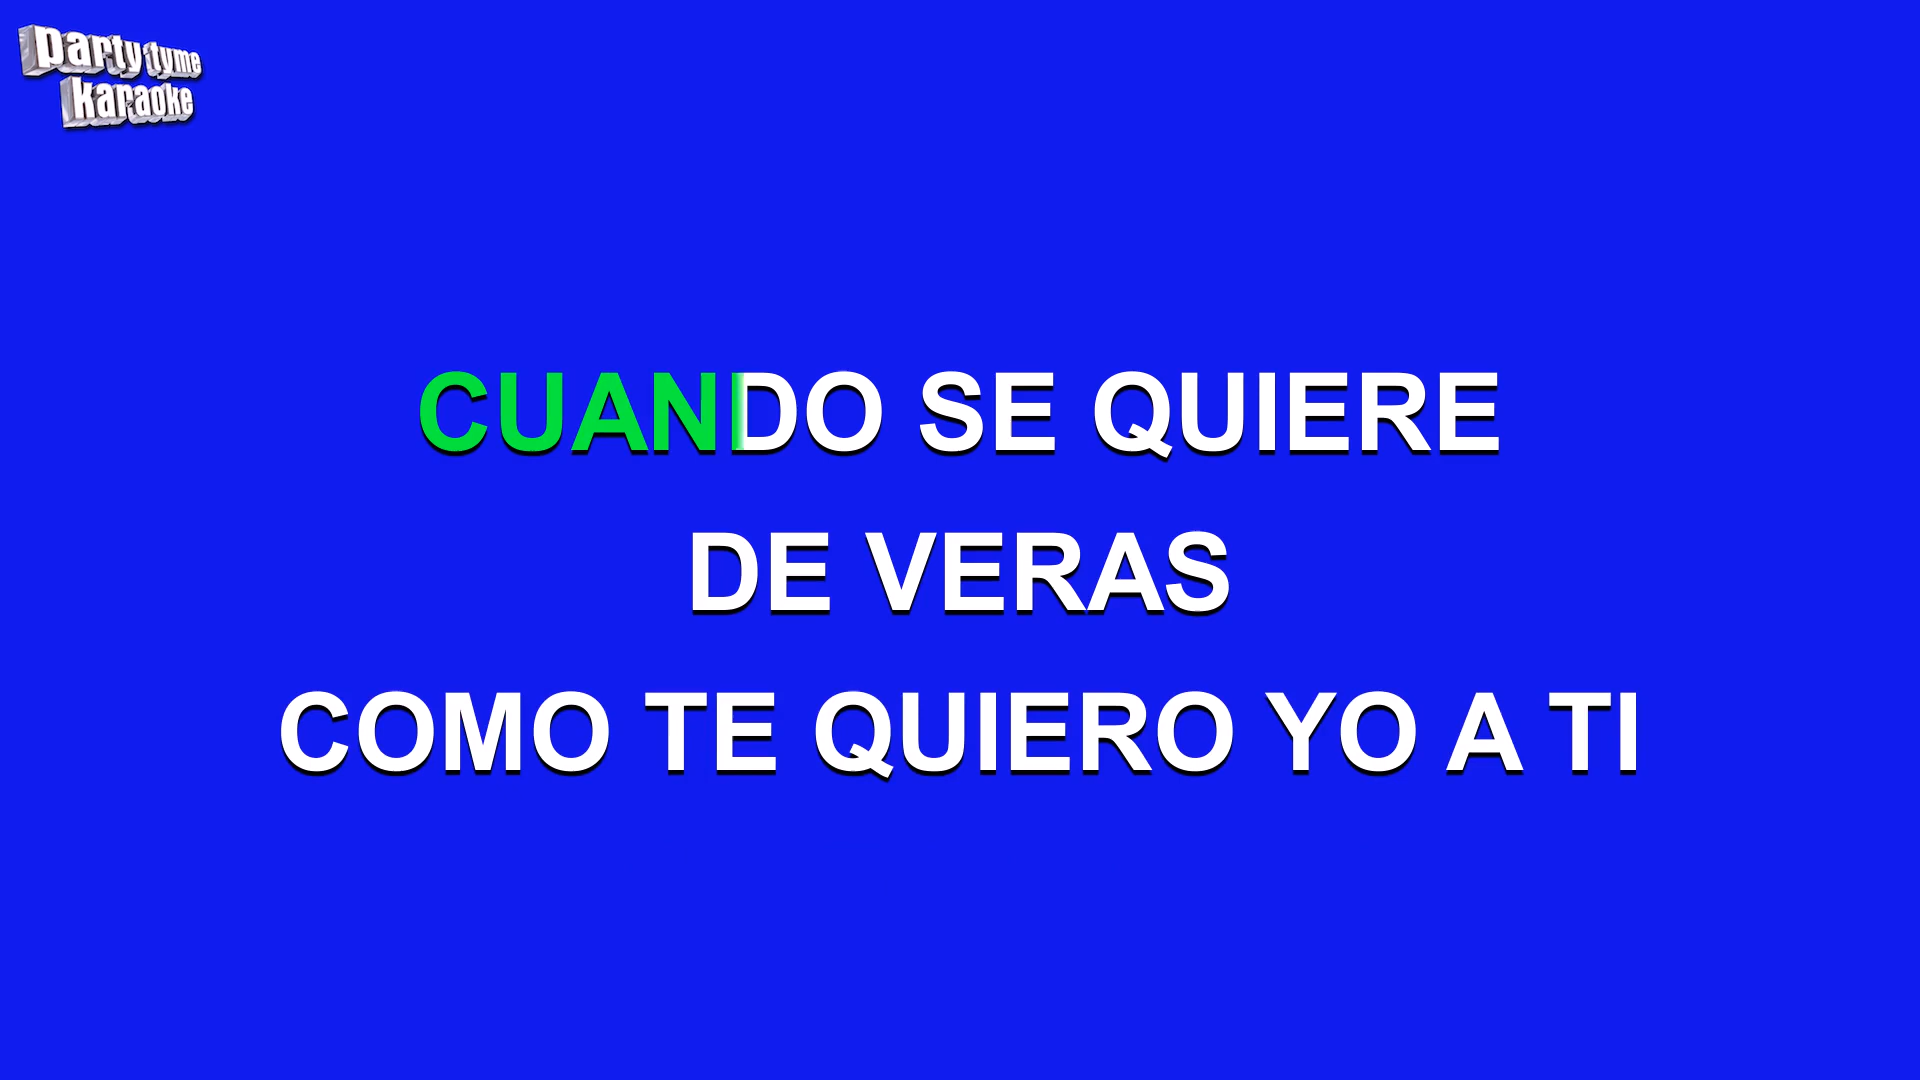 party tyme
karaoke
CUANDO SE QUIERE
DE VERAS
COMO TE QUIERO YO A TI